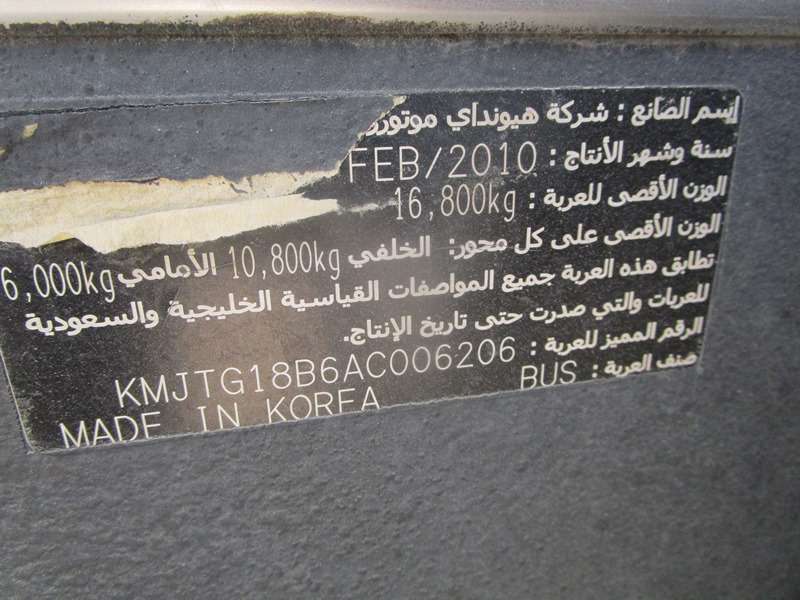 إسم الصانع : شركة هيونداي موتورز
سنة وشهر الأنتاج : FEB/2010
الوزن الأقصى للعربة : 16,800kg
الوزن الأقصى على كل محور: الخلفي 10,800kg الأمامي 6,000kg
تطابق هذه العربة جميع المواصفات القياسية الخليجية والسعودية
للعربات والتي صدرت حتى تاريخ الإنتاج.
الرقم المميز للعربة : KMJTG18B6AC006206
صنف العربة : BUS
MADE IN KOREA